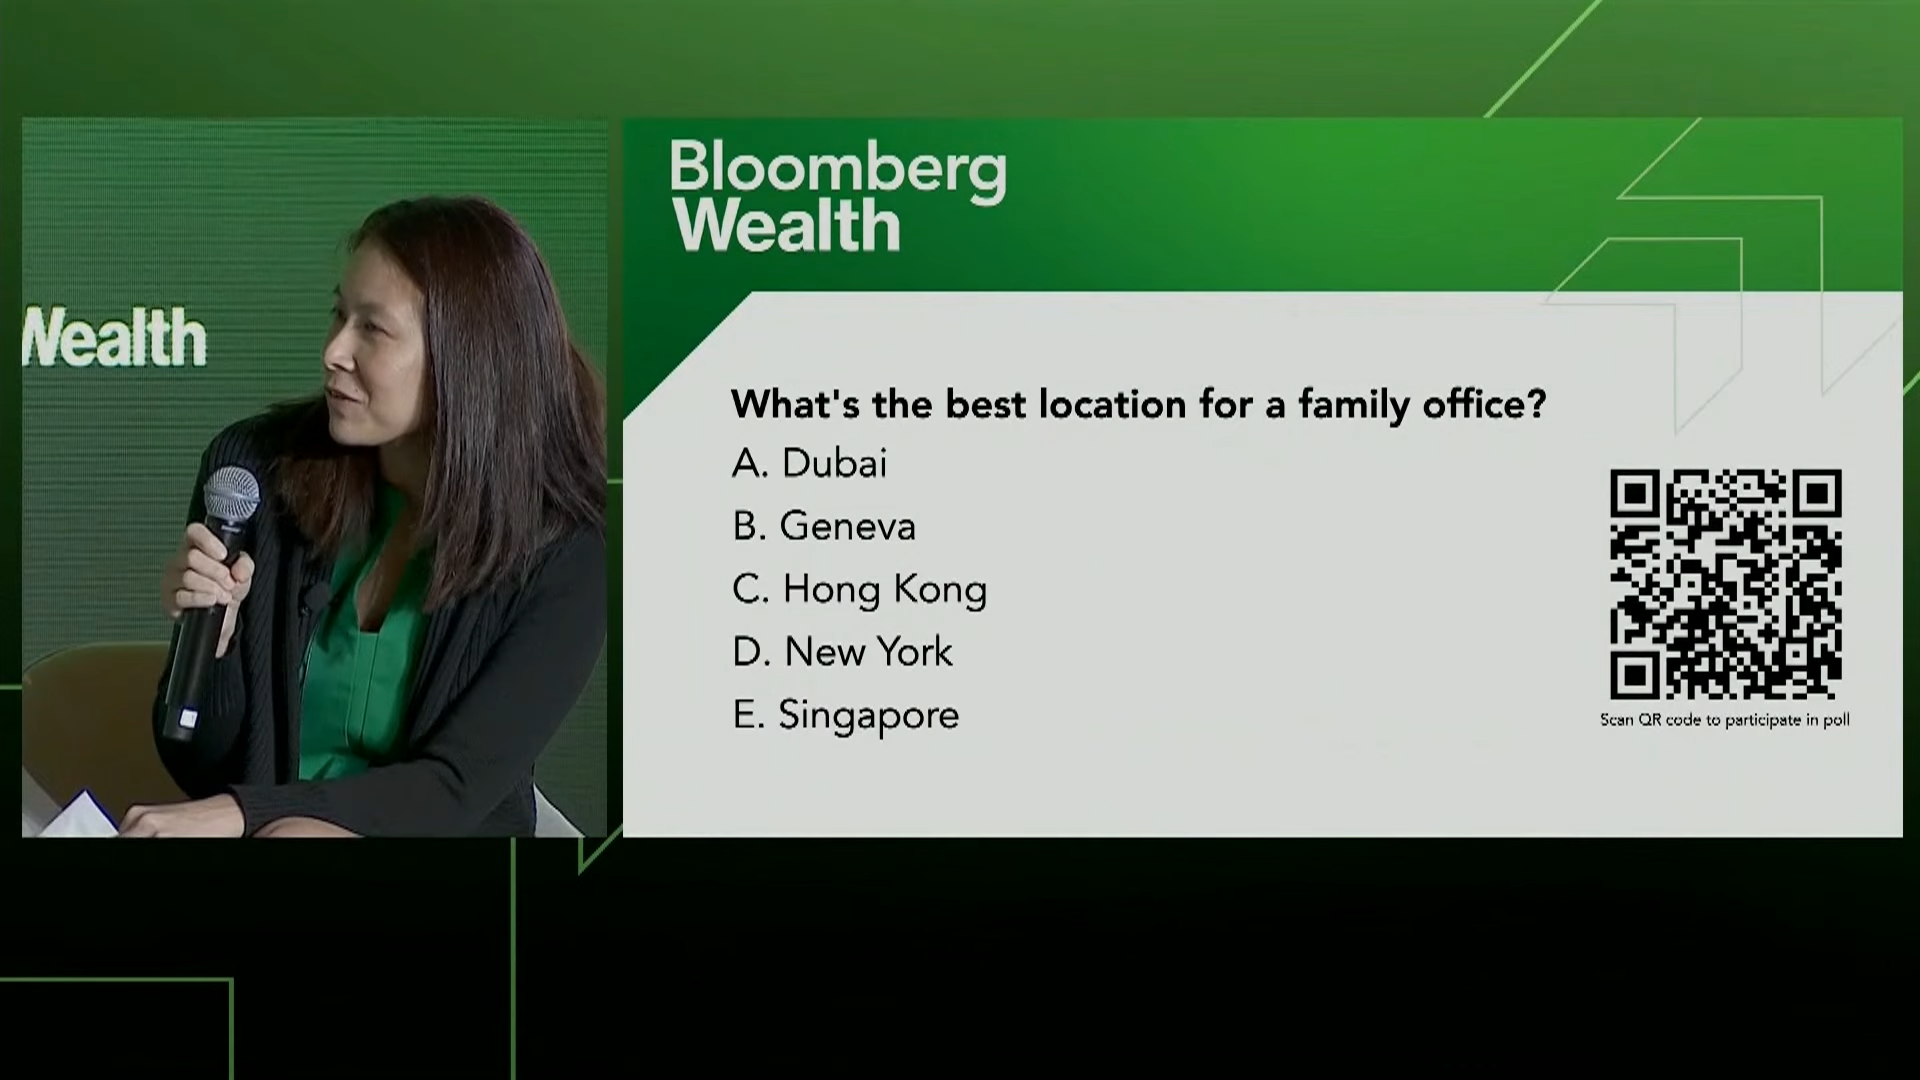 Wealth
Bloomberg
Wealth
What's the best location for a family office?
A. Dubai
B. Geneva
C. Hong Kong
D. New York
E. Singapore
Scan QR code to participate in poll